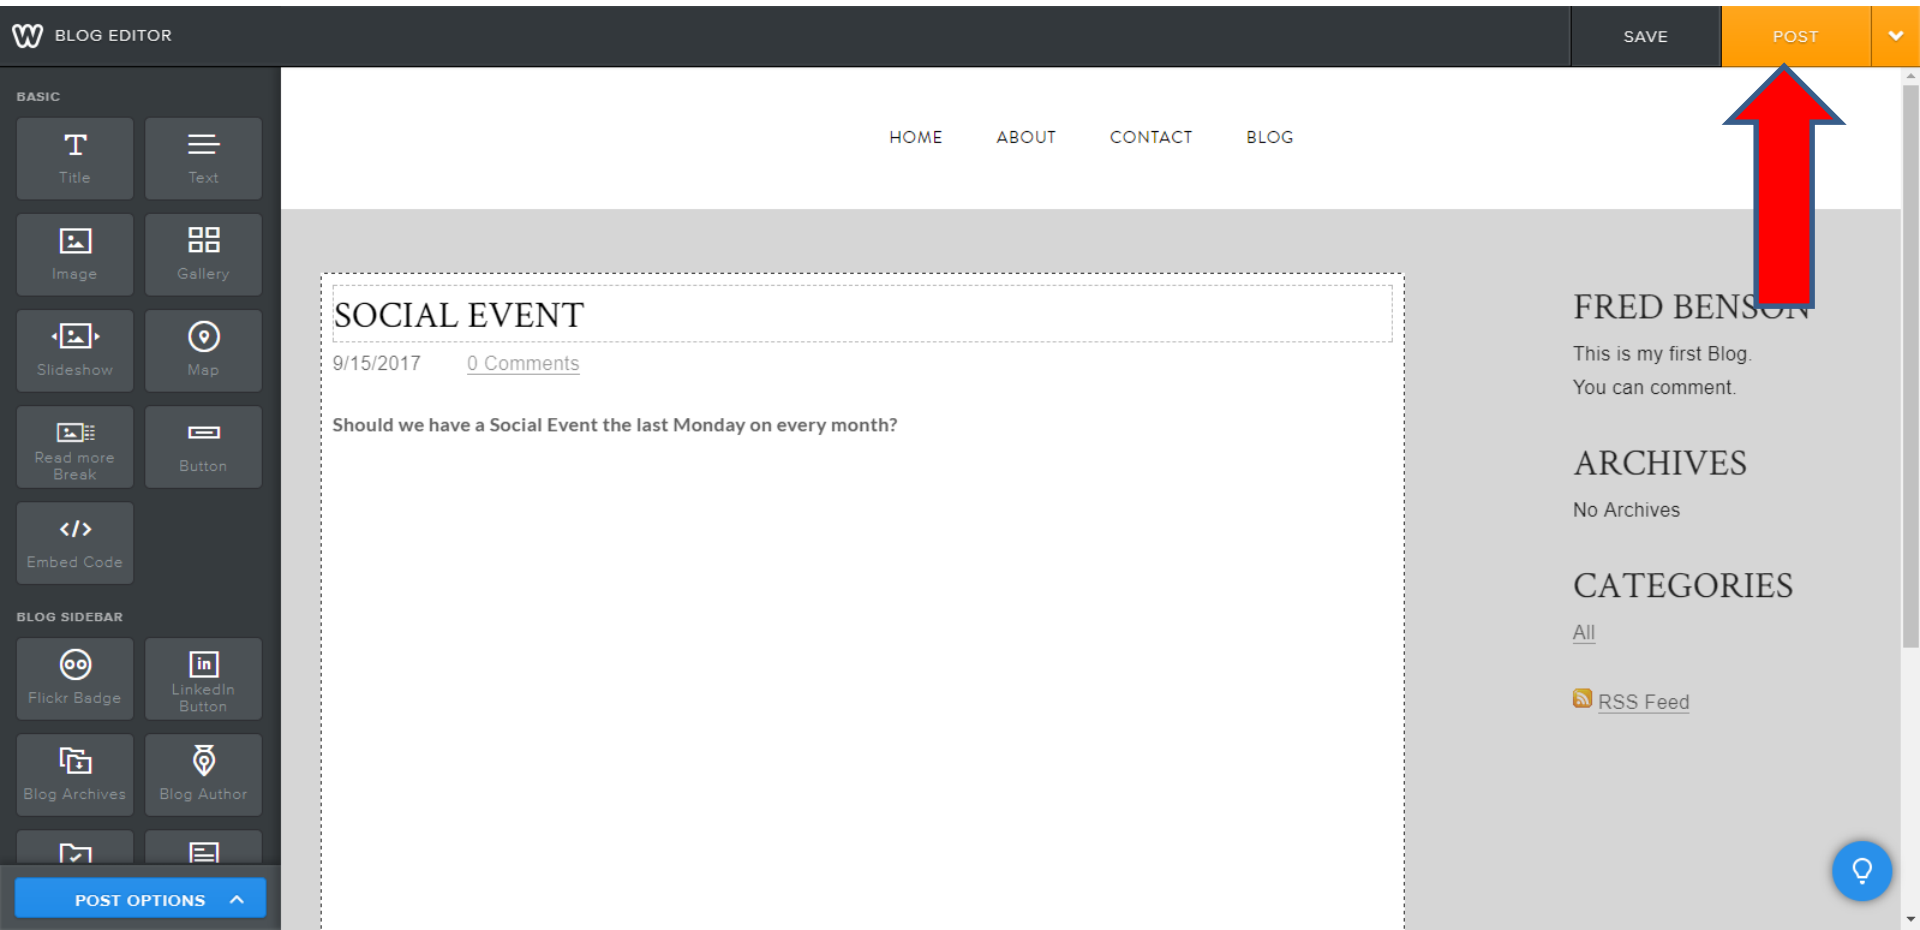 BLOG EDITOR
SAVE
POST
BASIC
Title
Text
Image
Gallery
Slideshow
Map
Read more
Break
Button
</>
Embed Code
BLOG SIDEBAR
Flickr Badge
in
LinkedIn
Button
Blog Archives
Blog Author
POST OPTIONS
HOME ABOUT CONTACT BLOG
SOCIAL EVENT
9/15/2017 0 Comments
Should we have a Social Event the last Monday on every month?
FRED BENSON
This is my first Blog.
You can comment.
ARCHIVES
No Archives
CATEGORIES
All
RSS Feed